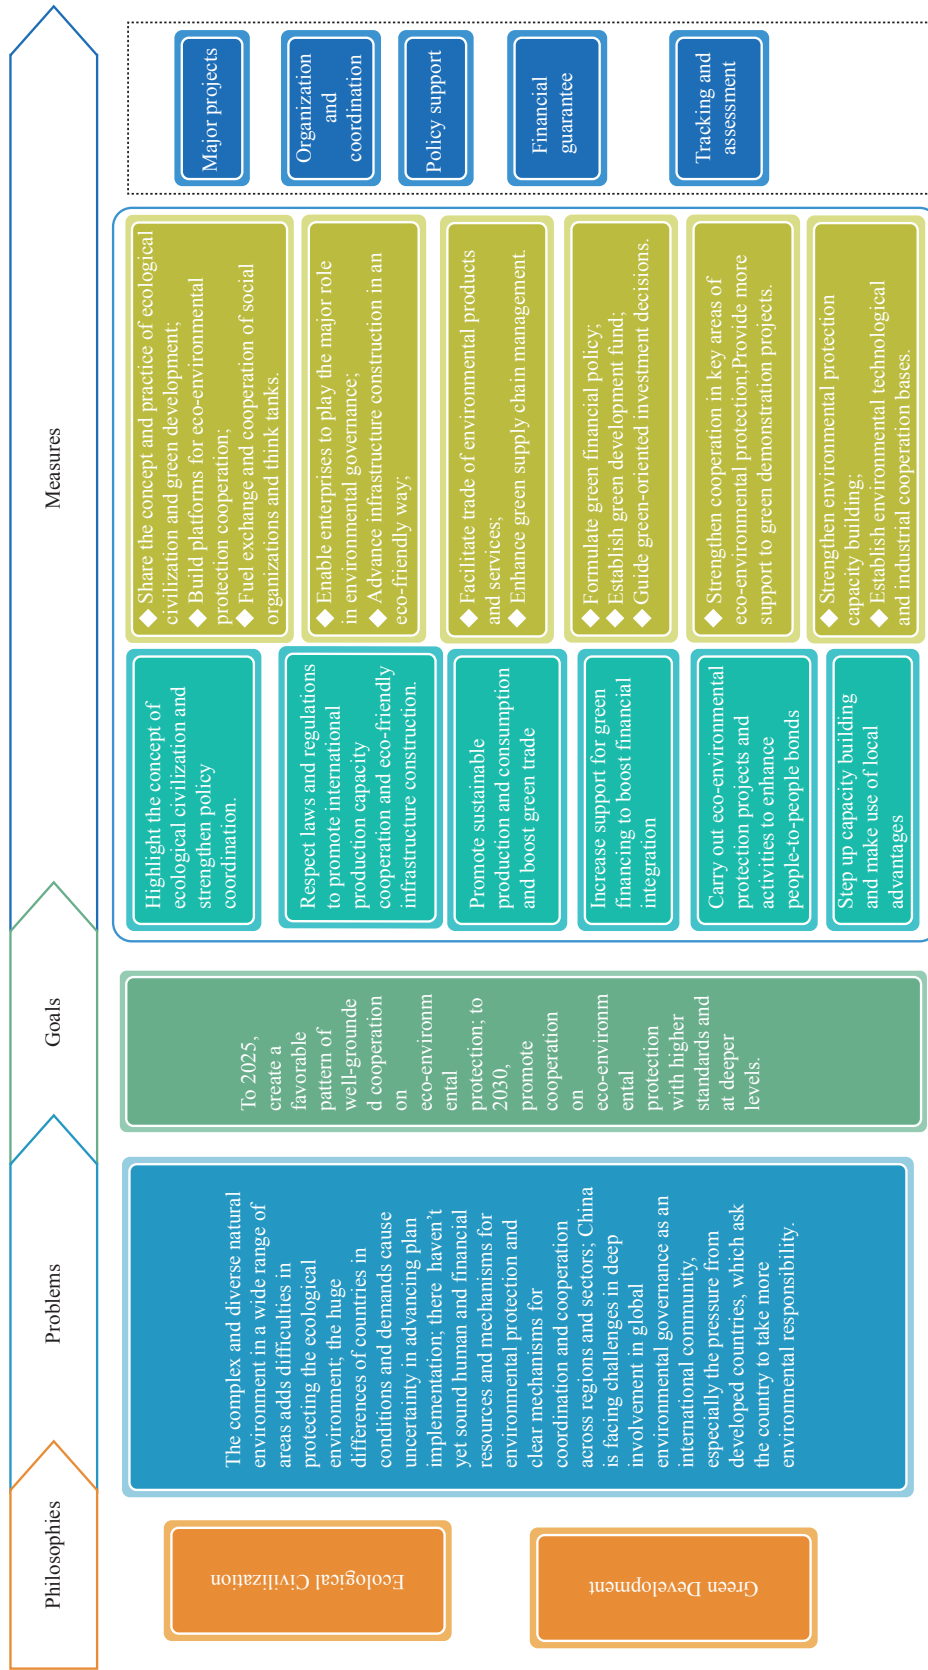 Philosophies
Problems
Goals
Measures
Ecological Civilization
Green Development
The complex and diverse natural
environment in a wide range of
areas adds difficulties in
protecting the ecological
environment; the huge
differences of countries in
conditions and demands cause
uncertainty in advancing plan
implementation; there  haven't
yet sound human and financial
resources and mechanisms for
environmental protection and
clear mechanisms for
coordination and cooperation
across regions and sectors; China
is facing challenges in deep
involvement in global
environmental governance as an
international community,
especially the pressure from
developed countries, which ask
the country to take more
environmental responsibility.
To 2025,
create a
favorable
pattern of
well-grounde
d cooperation
on
eco-environm
ental
protection; to
2030,
promote
cooperation
on
eco-environm
ental
protection
with higher
standards and
at deeper
levels.
Highlight the concept of
ecological civilization and
strengthen policy
coordination.
◆ Share the concept and practice of ecological
civilization and green development;
◆ Build platforms for eco-environmental
protection cooperation;
◆ Fuel exchange and cooperation of social
organizations and think tanks.
Respect laws and regulations
to promote international
production capacity
cooperation and eco-friendly
infrastructure construction.
◆ Enable enterprises to play the major role
in environmental governance;
◆ Advance infrastructure construction in an
eco-friendly way;
Promote sustainable
production and consumption
and boost green trade
◆ Facilitate trade of environmental products
and services;
◆ Enhance green supply chain management.
Increase support for green
financing to boost financial
integration
◆ Formulate green financial policy;
◆ Establish green development fund;
◆ Guide green-oriented investment decisions.
Carry out eco-environmental
protection projects and
activities to enhance
people-to-people bonds
◆ Strengthen cooperation in key areas of
eco-environmental protection;Provide more
support to green demonstration projects.
Step up capacity building
and make use of local
advantages
◆ Strengthen environmental protection
capacity building;
◆ Establish environmental technological
and industrial cooperation bases.
Major projects
Organization
and
coordination
Policy support
Financial
guarantee
Tracking and
assessment